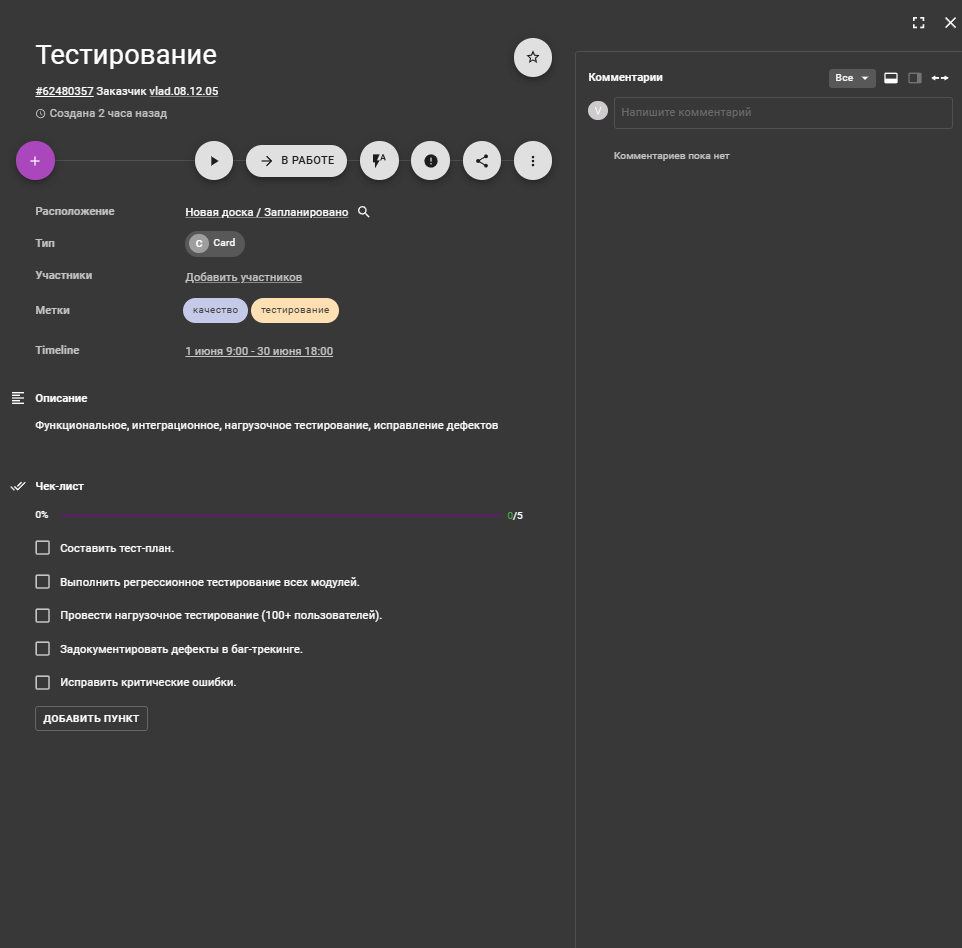 Тестирование
#62480357 Заказчик vlad.08.12.05
Создана 2 часа назад
В РАБОТЕ
Расположение
Новая доска / Запланировано
Тип
C Card
Участники
Добавить участников
Метки
качество тестирование
Timeline
1 июня 9:00 - 30 июня 18:00
Описание
Функциональное, интеграционное, нагрузочное тестирование, исправление дефектов
Чек-лист
0%
0/5
Составить тест-план.
Выполнить регрессионное тестирование всех модулей.
Провести нагрузочное тестирование (100+ пользователей).
Задокументировать дефекты в баг-трекинге.
Исправить критические ошибки.
ДОБАВИТЬ ПУНКТ
Комментарии
Все
V
Напишите комментарий
Комментариев пока нет